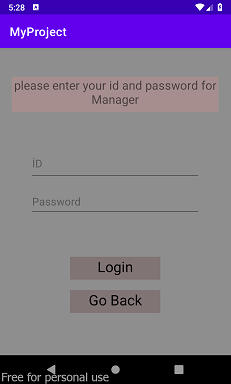 5:28
MyProject
please enter your id and password for
Manager
İD
Password
Login
Go Back
Free for personal use